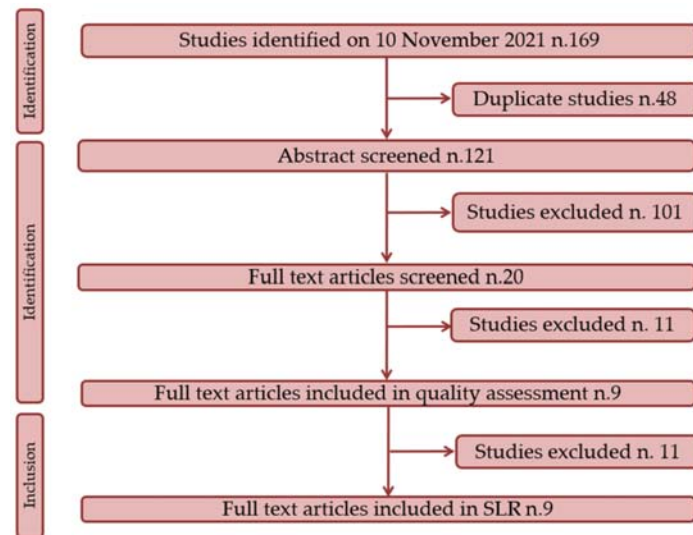 Identification
Studies identified on 10 November 2021 n.169
Duplicate studies n.48
Identification
Abstract screened n.121
Studies excluded n. 101
Full text articles screened n.20
Studies excluded n. 11
Full text articles included in quality assessment n.9
Inclusion
Studies excluded n. 11
Full text articles included in SLR n.9